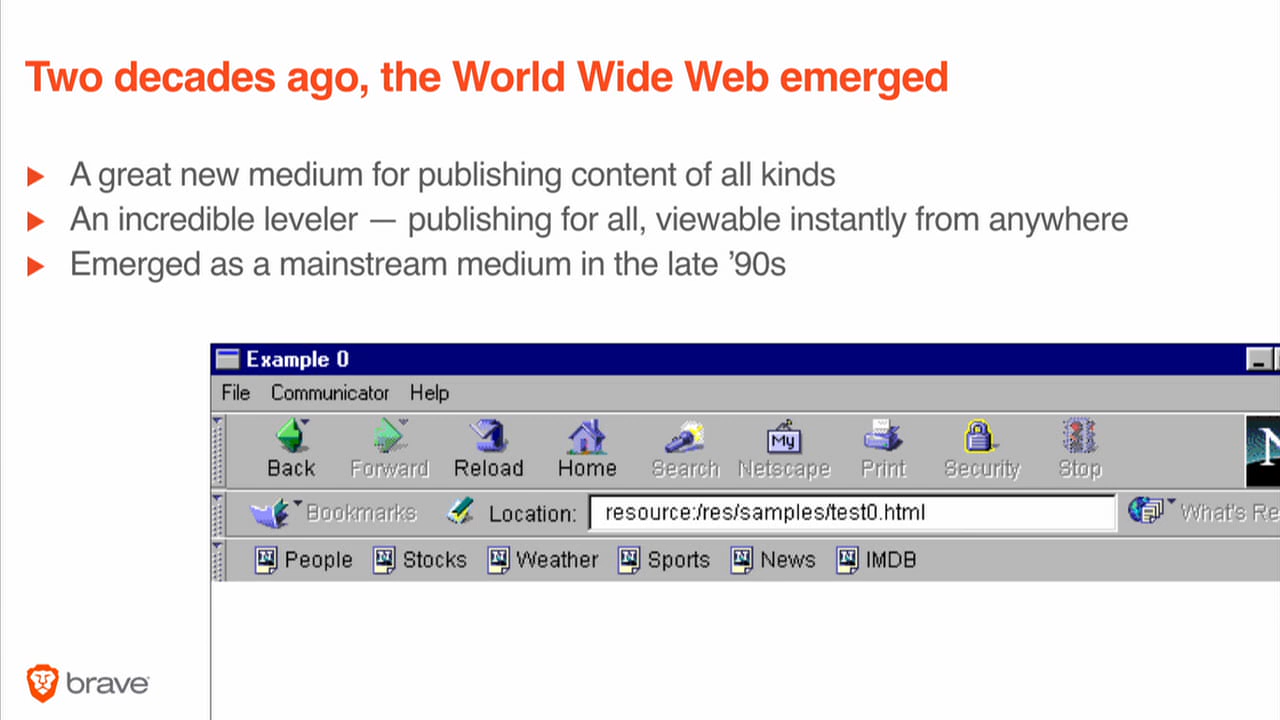 Two decades ago, the World Wide Web emerged
A great new medium for publishing content of all kinds
An incredible leveler — publishing for all, viewable instantly from anywhere
Emerged as a mainstream medium in the late ’90s
Example 0
File Communicator Help
My
N
Back Forward Reload Home Search Netscape Print Security Stop
Bookmarks Location: resource:/res/samples/test0.html What's Re
People Stocks Weather Sports News IMDB
brave